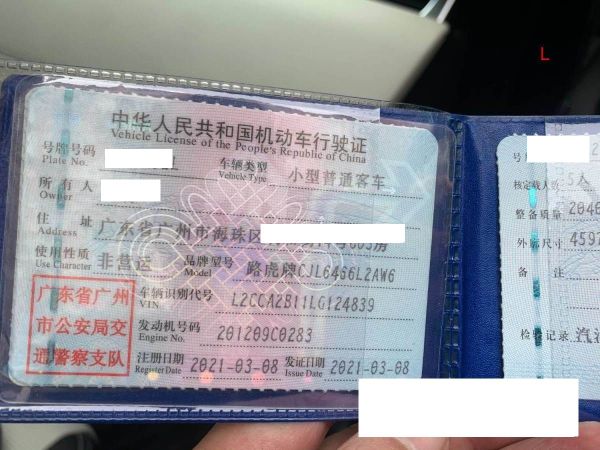 L
中华人民共和国机动车行驶证
Vehicle License of the People's Republic of China
号牌号码
Plate No.
车辆类型 小型普通客车
Vehicle Type
所有人
Owner
住址 广东省广州市海珠区
Address
使用性质 非营运
Use Character
品牌型号 路虎牌CJL6466L2AW6
Model
广东省广州
市公安局交
通警察支队
车辆识别代号 L2CCA2B11LG124839
VIN
发动机号码 201209C0283
Engine No.
注册日期 2021-03-08
Register Date
发证日期 2021-03-08
Issue Date
号
核定载人数 5人
整备质量 2046
外廓尺寸 4597
备注
检验记录 汽